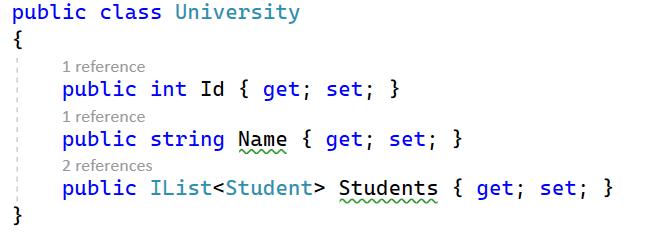 public class University
{
1 reference
public int Id { get; set; }
1 reference
public string Name { get; set; }
2 references
public IList<Student> Students { get; set; }
}